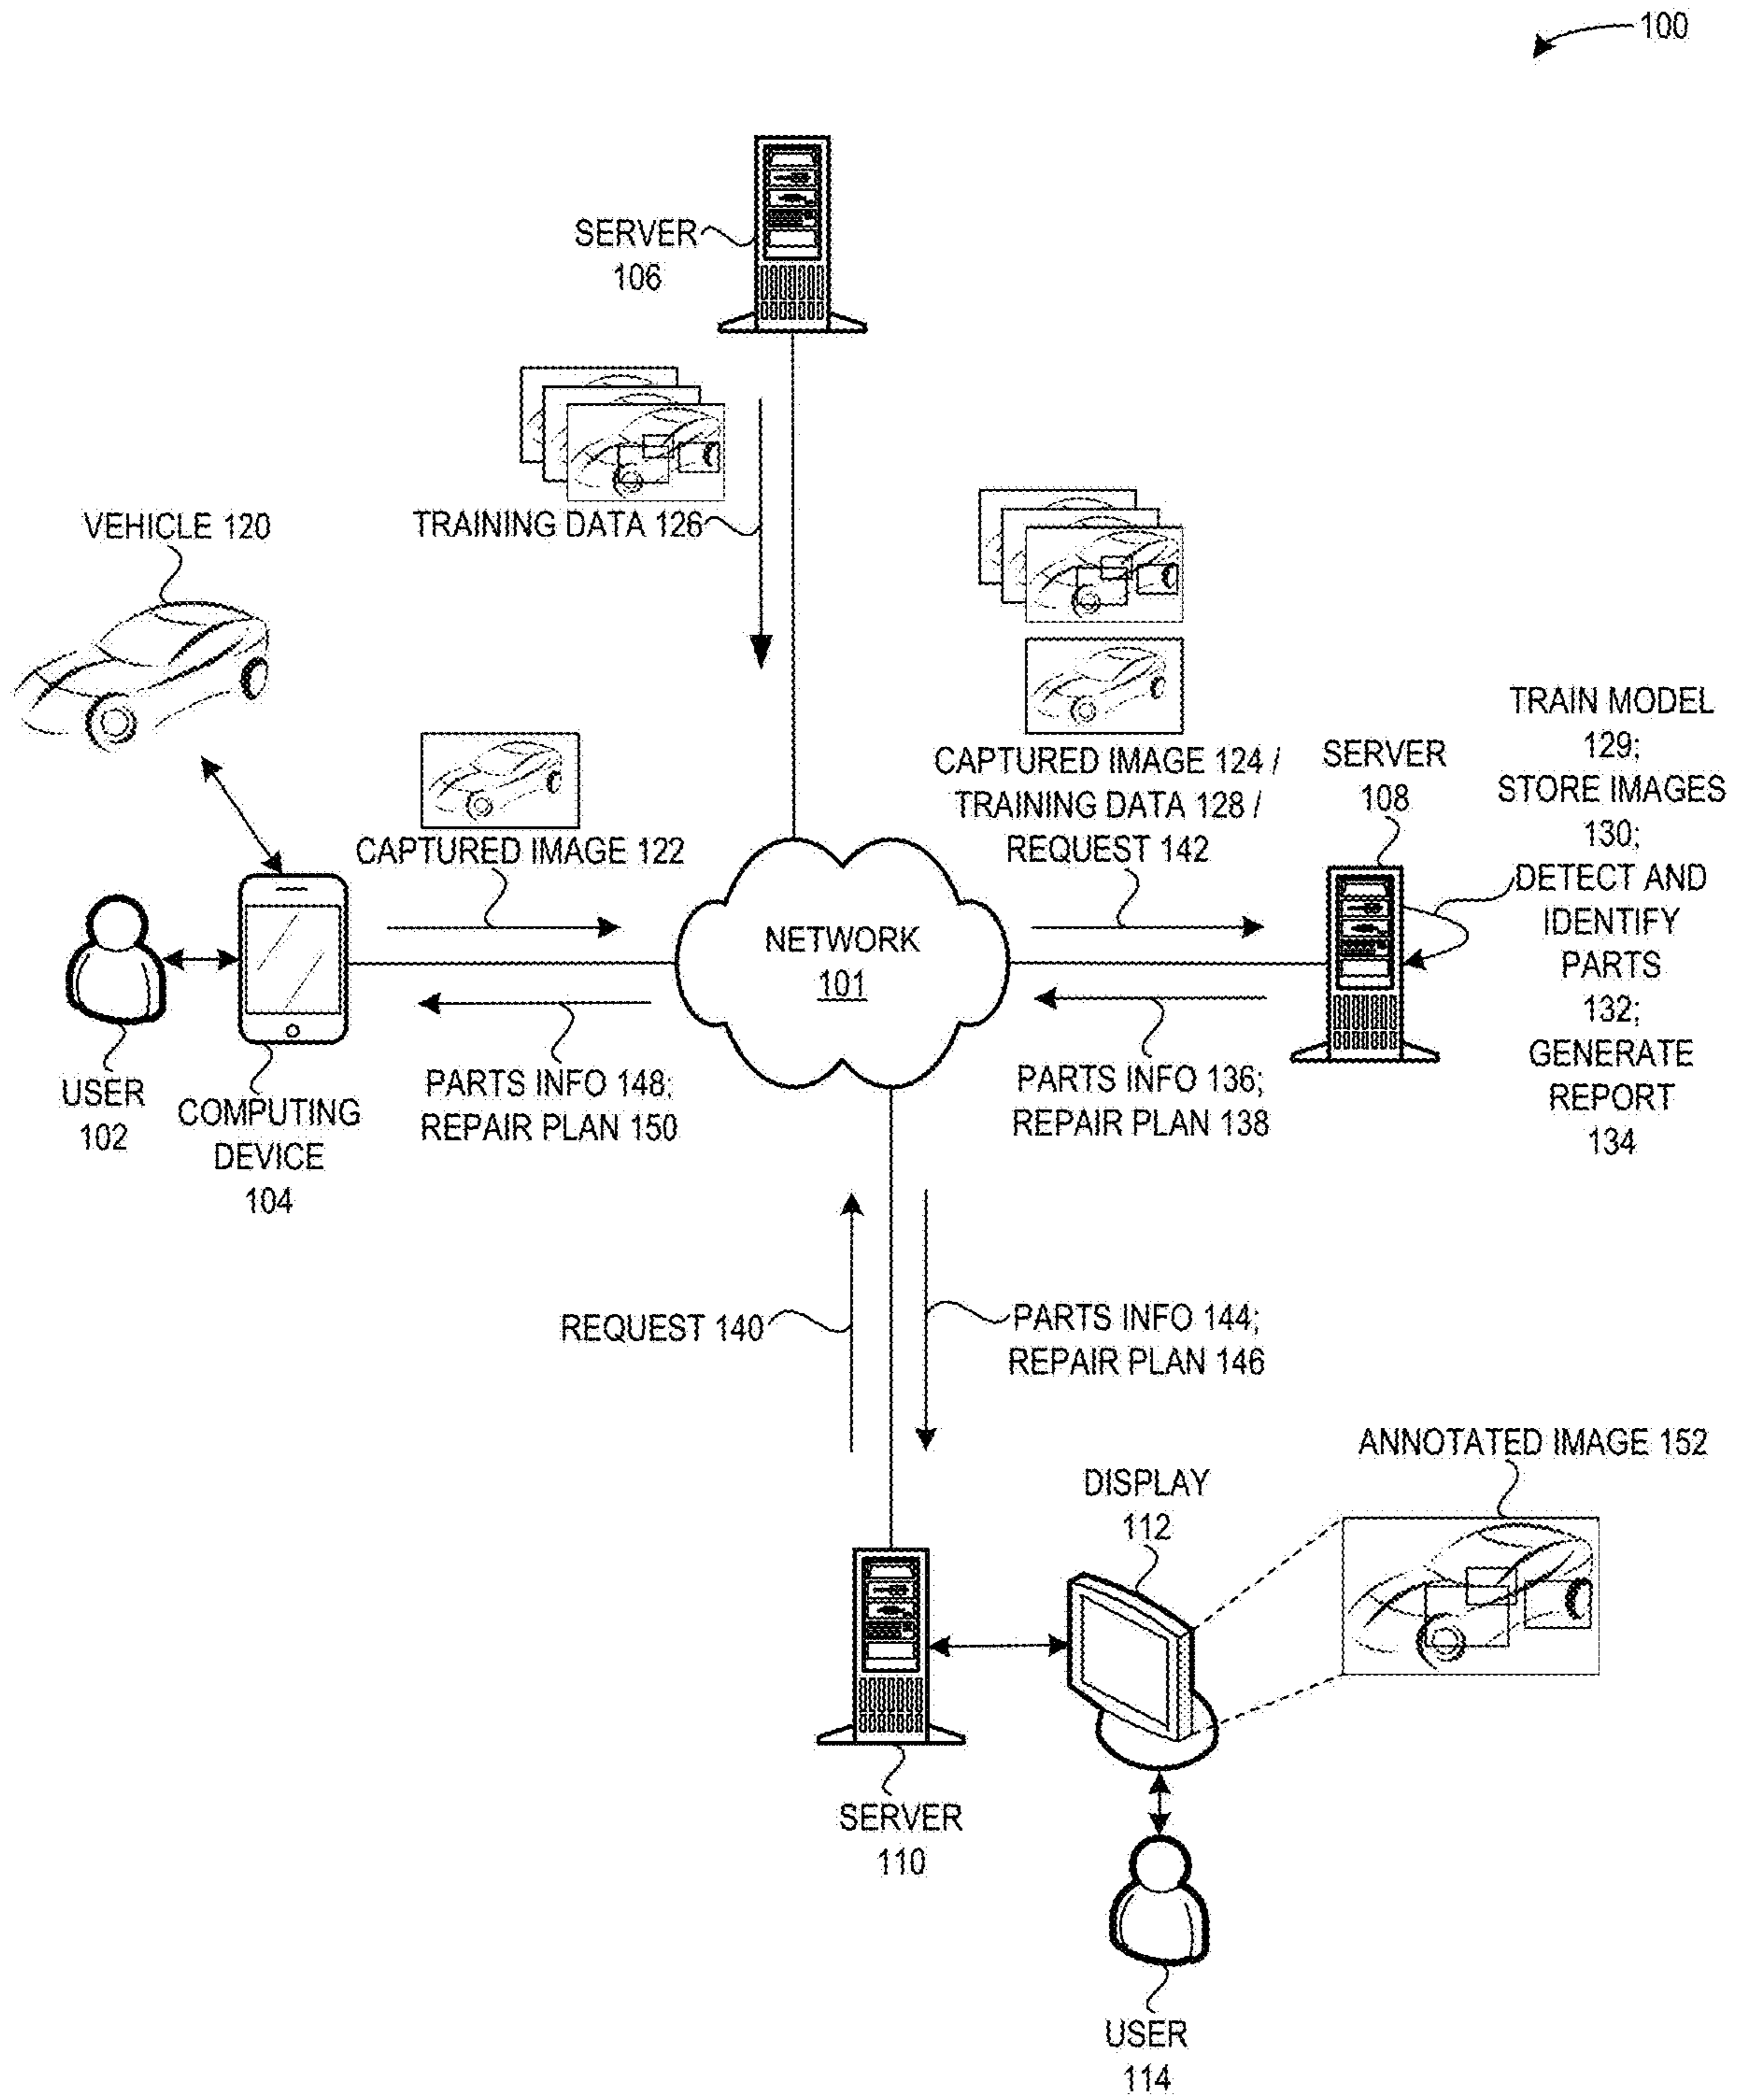 100
SERVER
106
TRAINING DATA 126
VEHICLE 120
CAPTURED IMAGE 122
CAPTURED IMAGE 124 /
TRAINING DATA 128 /
REQUEST 142
SERVER
108
TRAIN MODEL
129;
STORE IMAGES
130;
DETECT AND
IDENTIFY
PARTS
132;
GENERATE
REPORT
134
NETWORK
101
USER
102
COMPUTING
DEVICE
104
PARTS INFO 148;
REPAIR PLAN 150
PARTS INFO 136;
REPAIR PLAN 138
REQUEST 140
PARTS INFO 144;
REPAIR PLAN 146
ANNOTATED IMAGE 152
DISPLAY
112
SERVER
110
USER
114